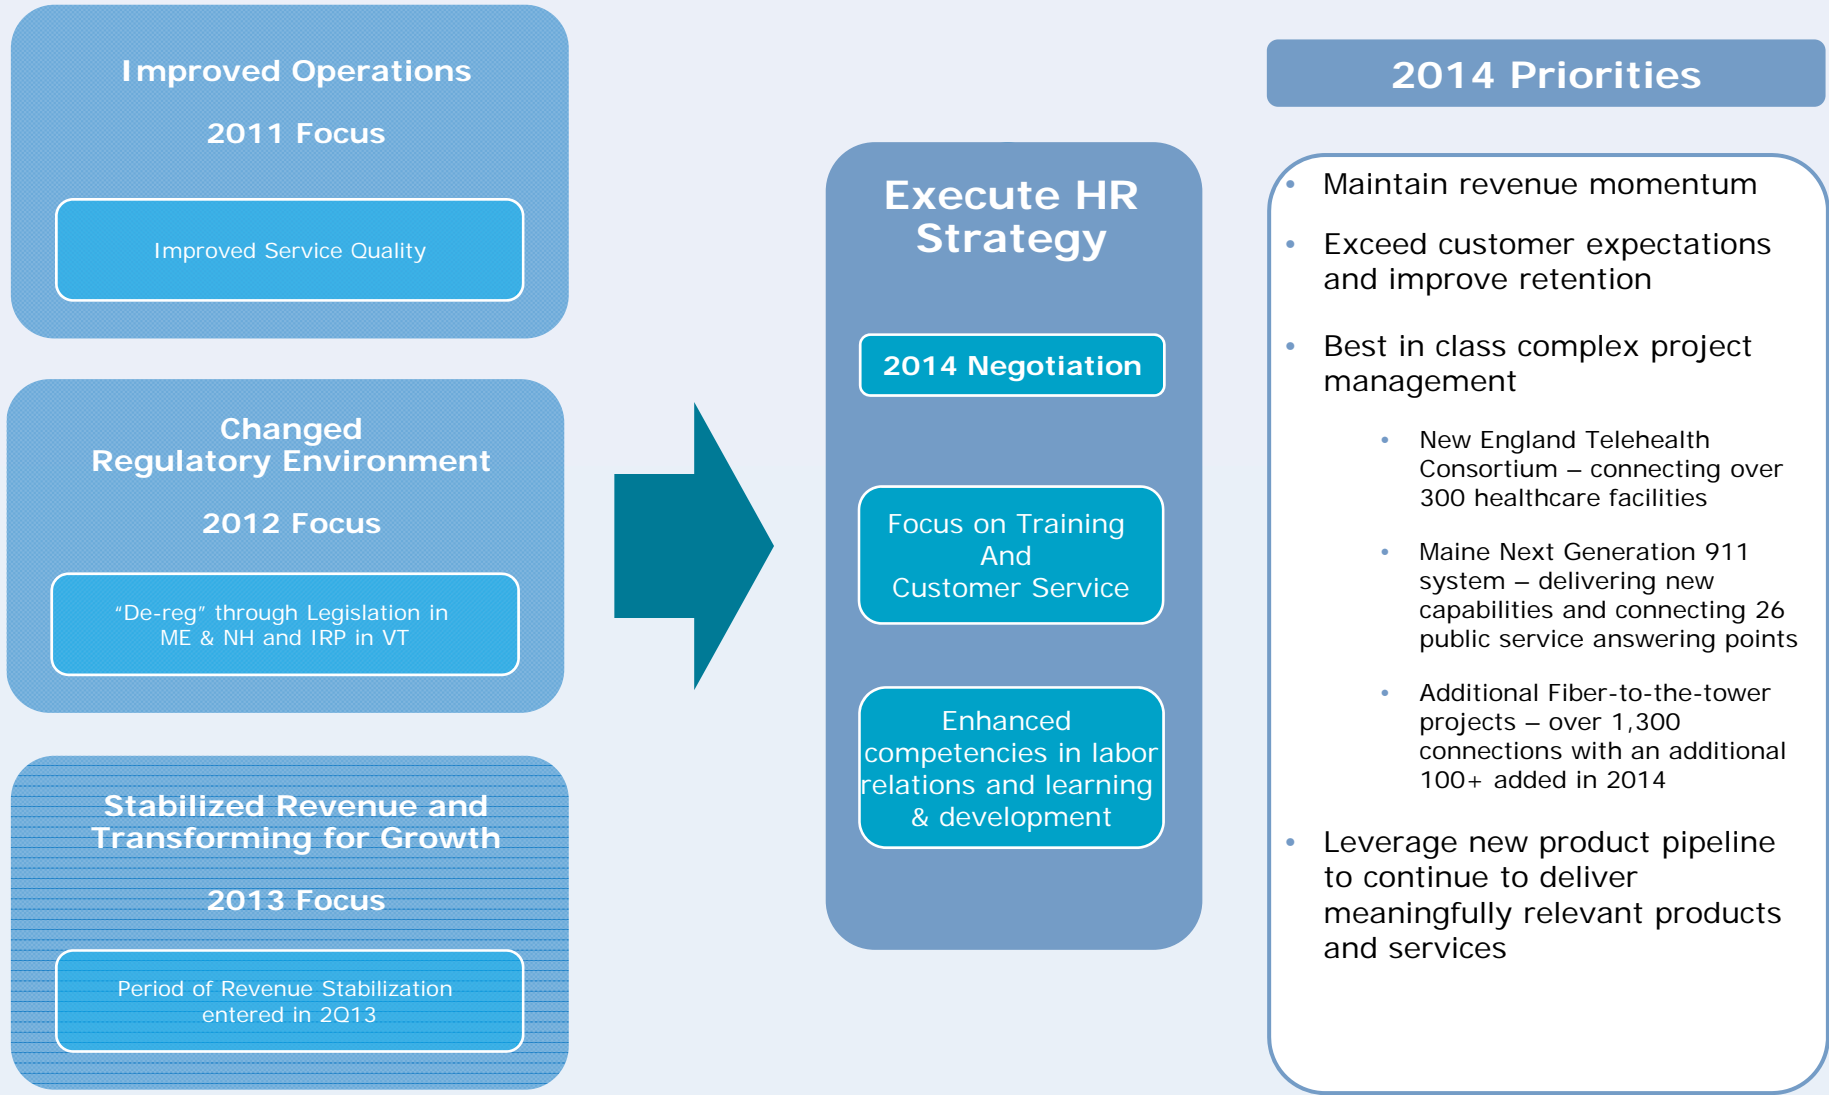 Improved Operations
2011 Focus
Improved Service Quality
Changed
Regulatory Environment
2012 Focus
“De-reg” through Legislation in
ME & NH and IRP in VT
Stabilized Revenue and
Transforming for Growth
2013 Focus
Period of Revenue Stabilization
entered in 2Q13
Execute HR
Strategy
2014 Negotiation
Focus on Training
And
Customer Service
Enhanced
competencies in labor
relations and learning
& development
2014 Priorities
• Maintain revenue momentum
• Exceed customer expectations
and improve retention
• Best in class complex project
management
• New England Telehealth
Consortium – connecting over
300 healthcare facilities
• Maine Next Generation 911
system – delivering new
capabilities and connecting 26
public service answering points
• Additional Fiber-to-the-tower
projects – over 1,300
connections with an additional
100+ added in 2014
• Leverage new product pipeline
to continue to deliver
meaningfully relevant products
and services